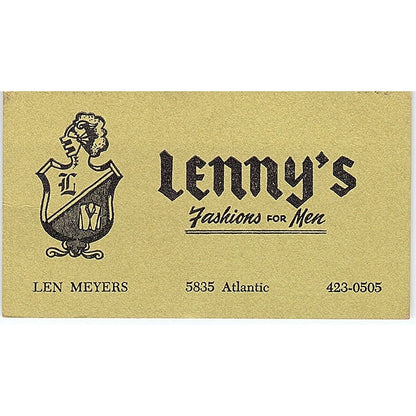 L
Lenny's
Fashions FOR Men
LEN MEYERS 5835 Atlantic 423-0505